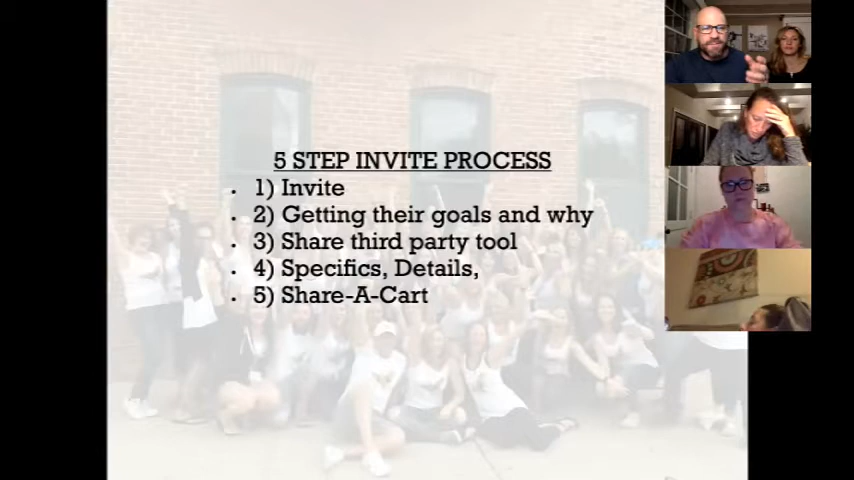 5 STEP INVITE PROCESS
• 1) Invite
• 2) Getting their goals and why
• 3) Share third party tool
• 4) Specifics, Details,
• 5) Share-A-Cart